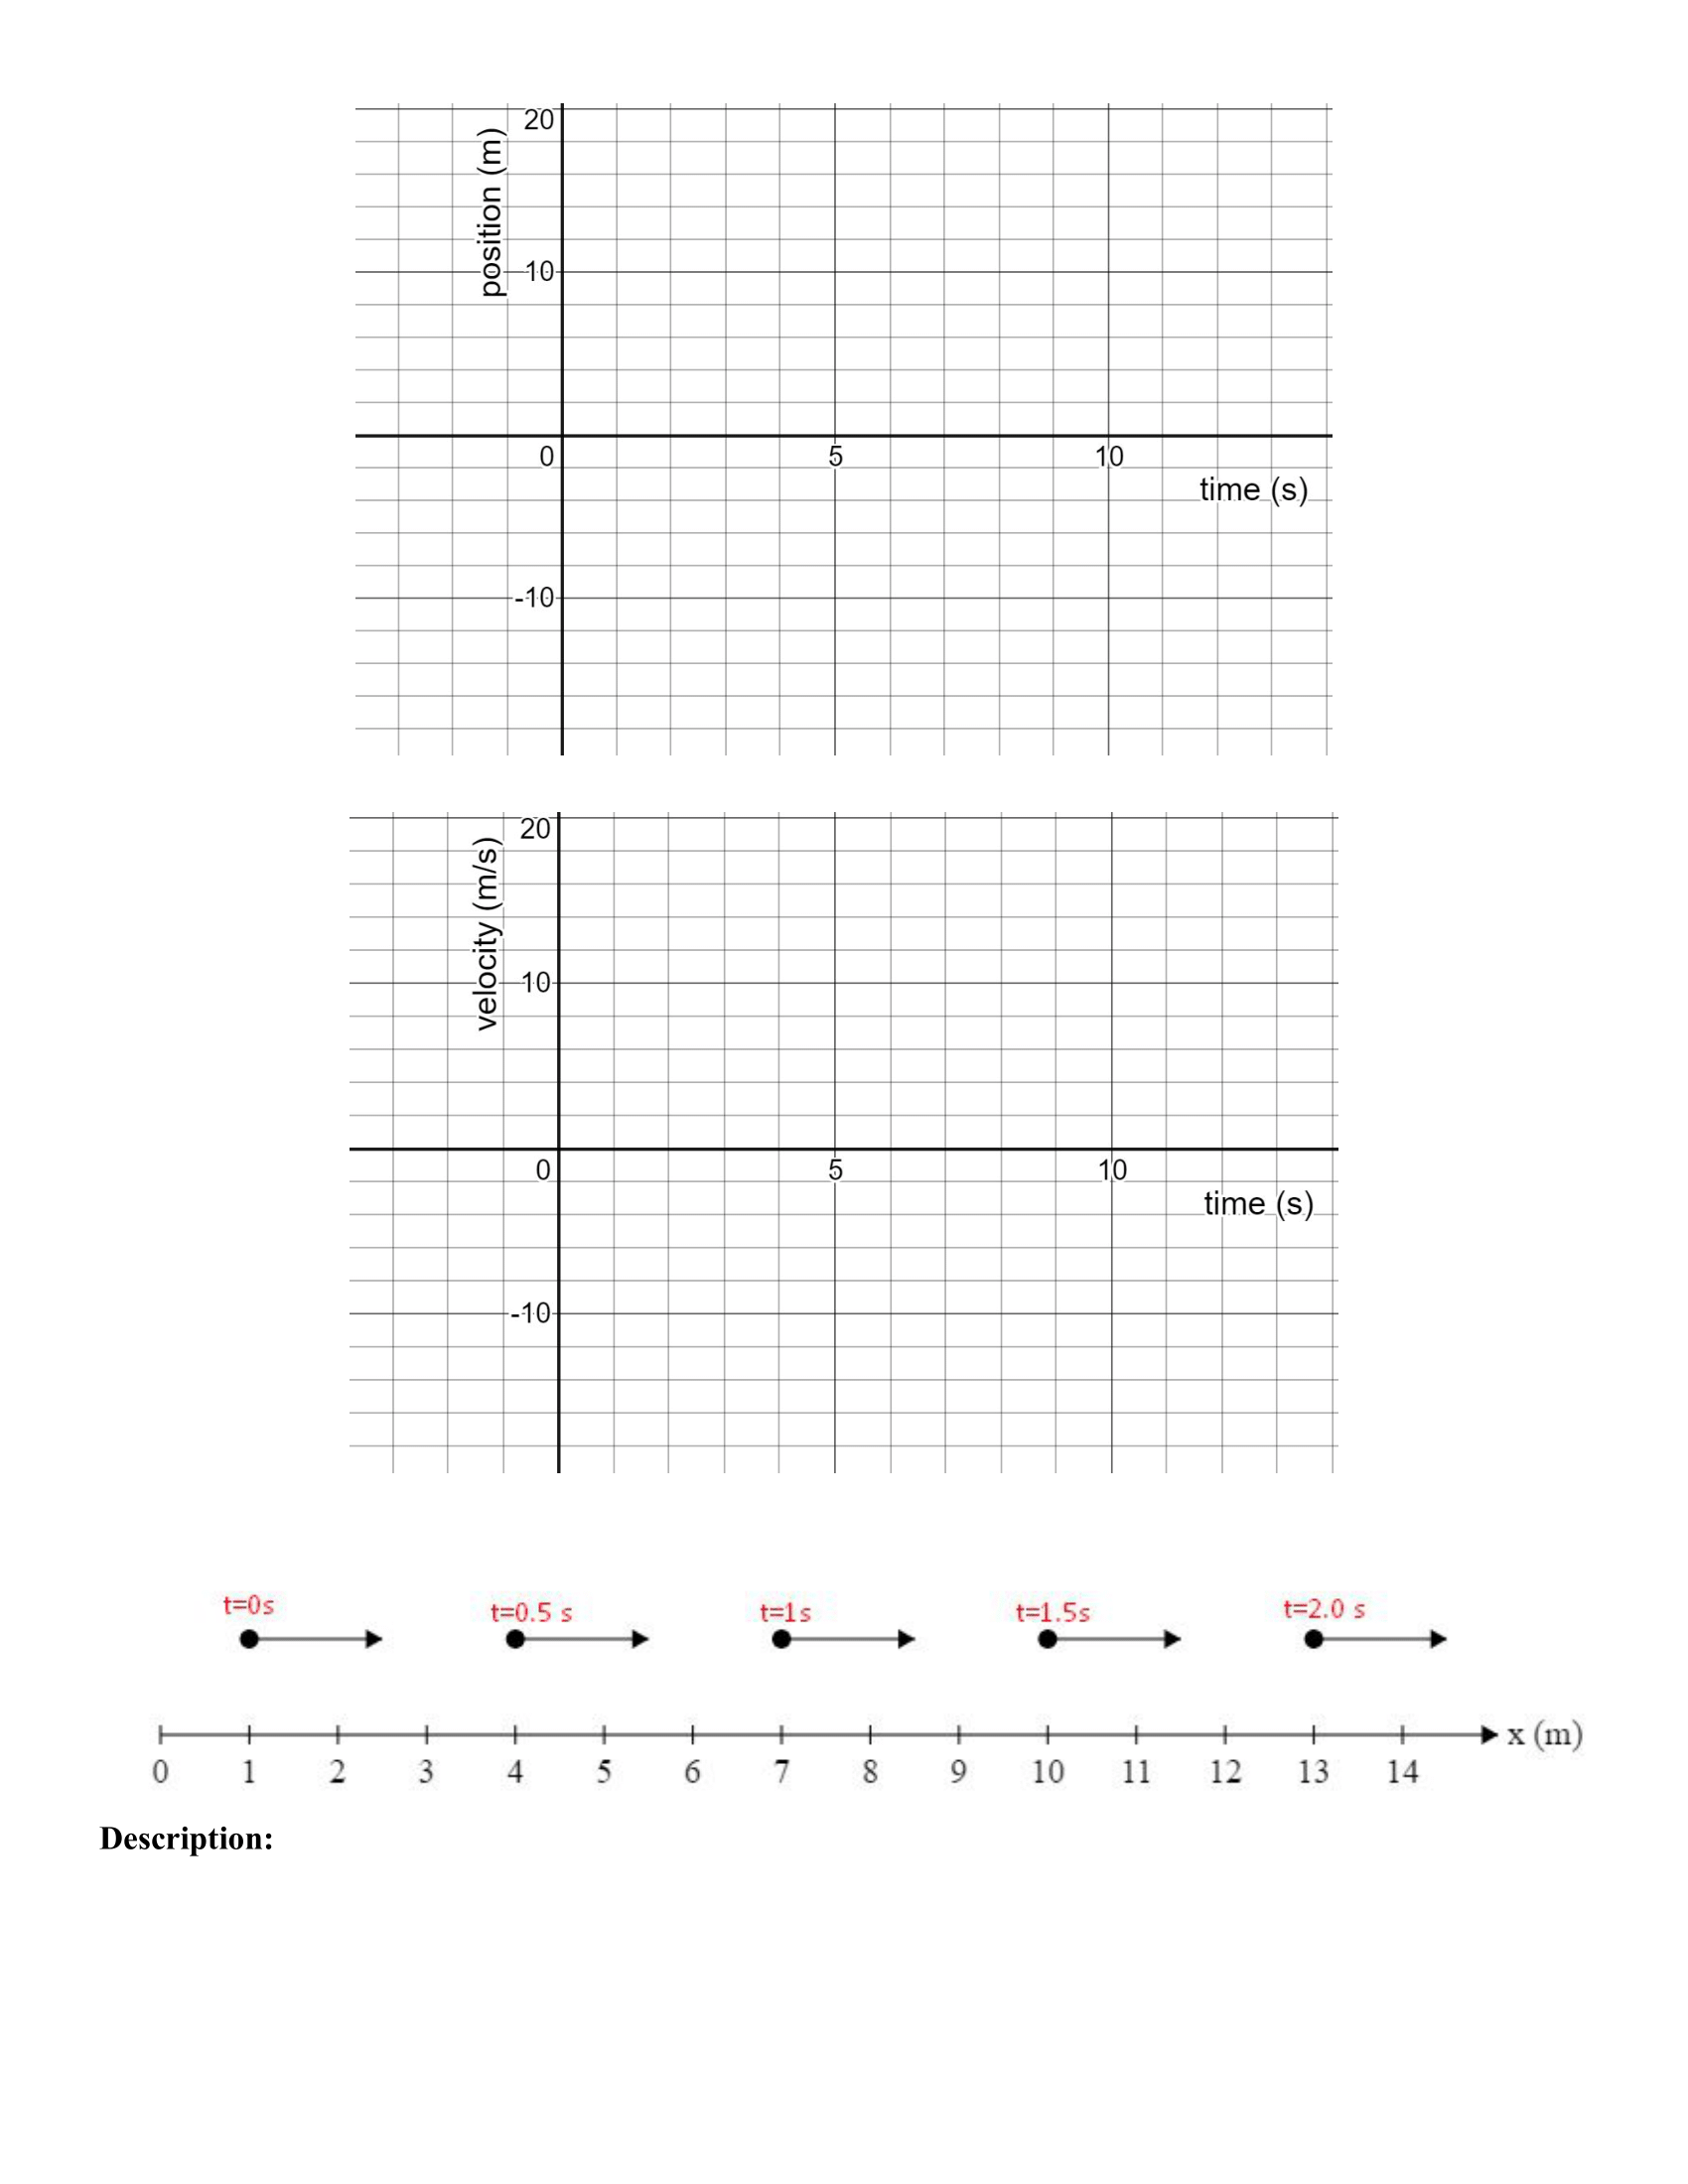 20
position (m)
10
0
5
10
time (s)
-10
20
velocity (m/s)
10
0
5
10
time (s)
-10
t=0s
t=0.5 s
t=1s
t=1.5s
t=2.0 s
x (m)
0 1 2 3 4 5 6 7 8 9 10 11 12 13 14
Description: